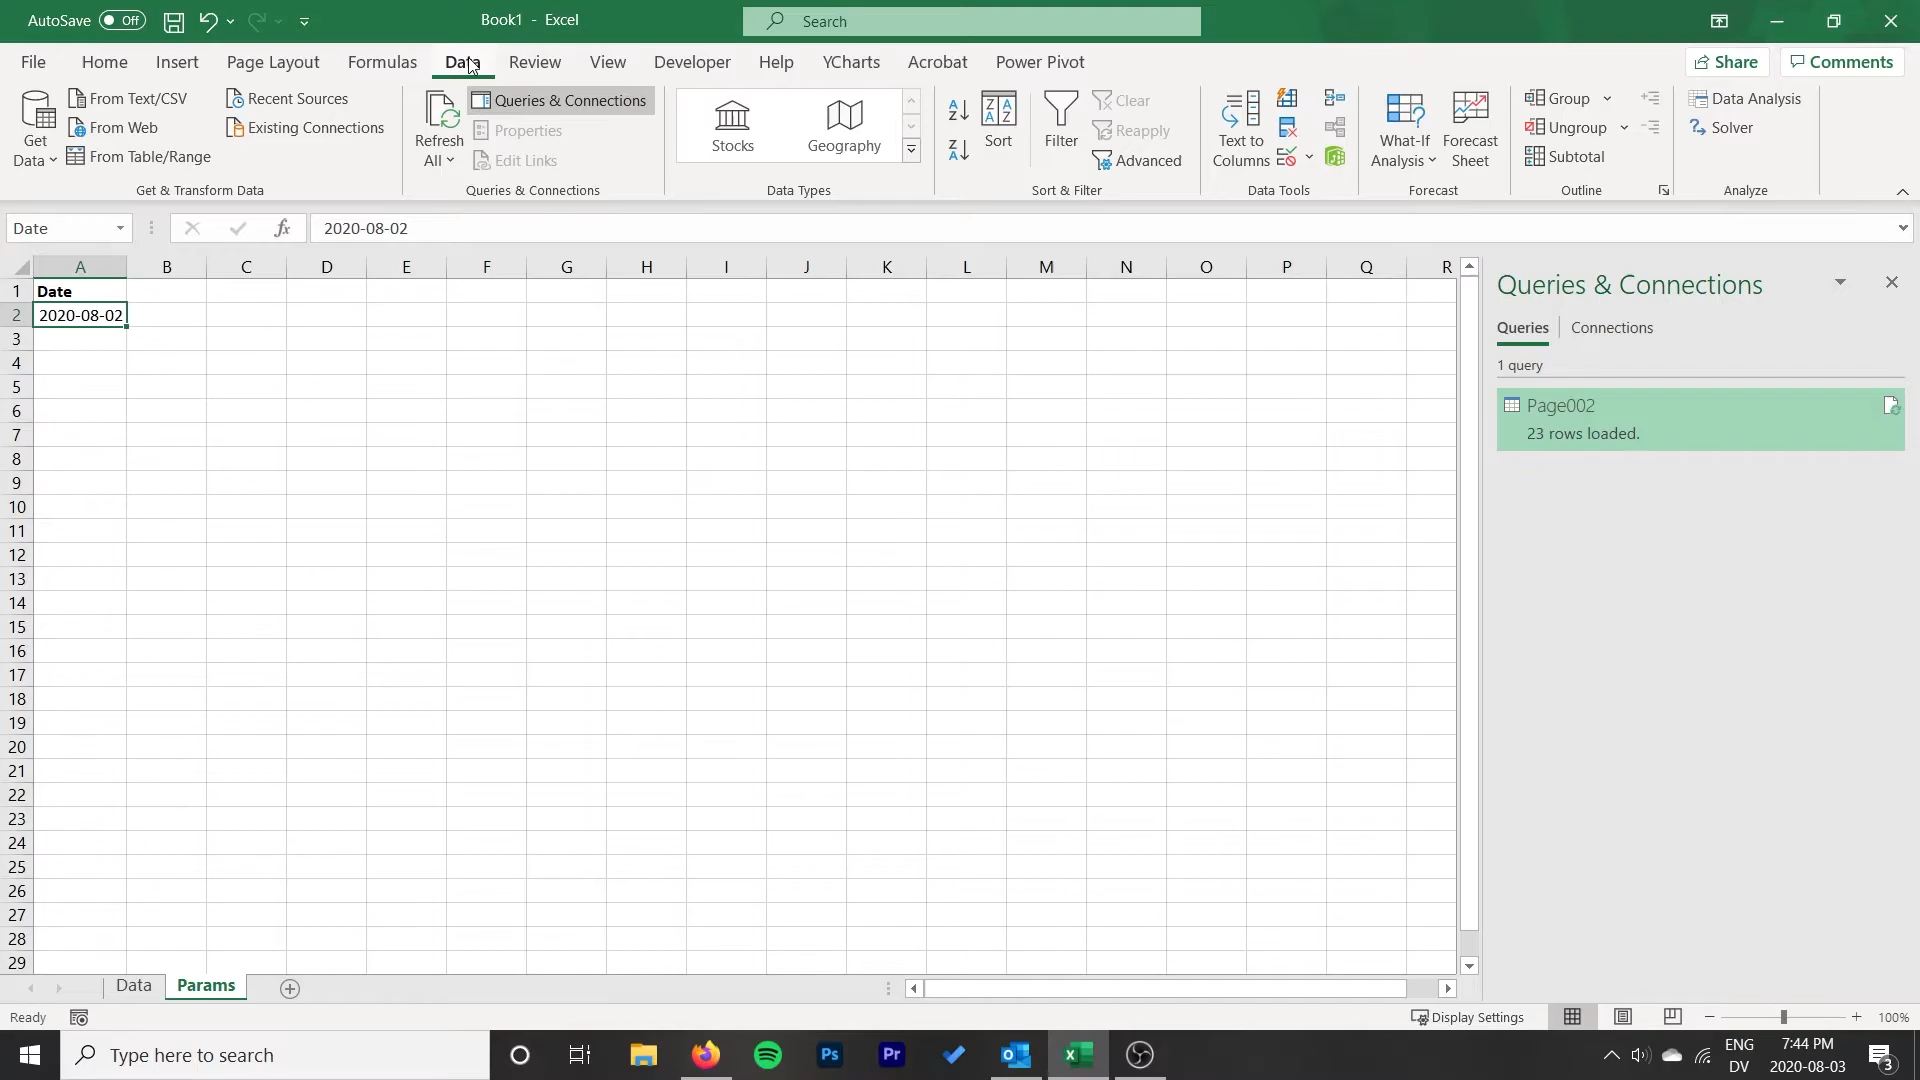 AutoSave Off
Book1 - Excel
Search
File Home Insert Page Layout Formulas Data Review View Developer Help YCharts Acrobat Power Pivot
Share Comments
Get Data
From Text/CSV
From Web
From Table/Range
Recent Sources
Existing Connections
Get & Transform Data
Refresh All
Queries & Connections
Properties
Edit Links
Queries & Connections
Stocks Geography
Data Types
Sort
Filter
Clear
Reapply
Advanced
Sort & Filter
Text to Columns
Data Tools
What-If Analysis
Forecast Sheet
Forecast
Group
Ungroup
Subtotal
Outline
Data Analysis
Solver
Analyze
Date
fx
2020-08-02
A B C D E F G H I J K L M N O P Q R
1 Date
2 2020-08-02
3
4
5
6
7
8
9
10
11
12
13
14
15
16
17
18
19
20
21
22
23
24
25
26
27
28
29
Queries & Connections
Queries Connections
1 query
Page002
23 rows loaded.
Data Params
Ready
Display Settings
100%
Type here to search
Ps
Pr
ENG
DV
7:44 PM
2020-08-03
3